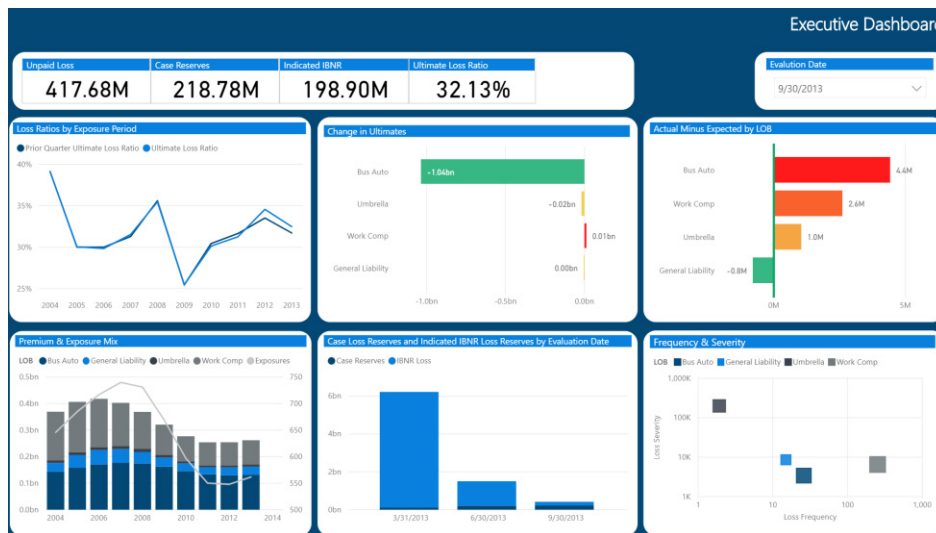 Executive Dashboard
Unpaid Loss
Case Reserves
Indicated IBNR
Ultimate Loss Ratio
417.68M
218.78M
198.90M
32.13%
Evalution Date
9/30/2013
Loss Ratios by Exposure Period
Prior Quarter Ultimate Loss Ratio Ultimate Loss Ratio
40%
35%
30%
25%
2004 2005 2006 2007 2008 2009 2010 2011 2012 2013
Change in Ultimates
Bus Auto -1.04bn
Umbrella -0.02bn
Work Comp 0.01bn
General Liability 0.00bn
-1.0bn -0.5bn 0.0bn
Actual Minus Expected by LOB
Bus Auto 4.4M
Work Comp 2.6M
Umbrella 1.0M
General Liability -0.8M
0M 5M
Premium & Exposure Mix
LOB Bus Auto General Liability Umbrella Work Comp Exposures
0.5bn 750
0.4bn 700
0.3bn 650
0.2bn 600
0.1bn 550
0.0bn 500
2004 2006 2008 2010 2012 2014
Case Loss Reserves and Indicated IBNR Loss Reserves by Evaluation Date
Case Reserves IBNR Loss
6bn
4bn
2bn
0bn
3/31/2013 6/30/2013 9/30/2013
Frequency & Severity
LOB Bus Auto General Liability Umbrella Work Comp
Loss Severity
1,000K
100K
10K
1K
1 10 100 1,000
Loss Frequency